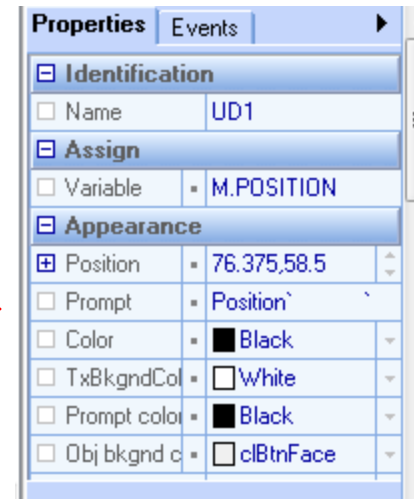 Properties Events
Identification
Name UD1
Assign
Variable M.POSITION
Appearance
Position 76.375,58.5
Prompt Position` `
Color Black
TxBkgndCol White
Prompt color Black
Obj bkgnd c clBtnFace